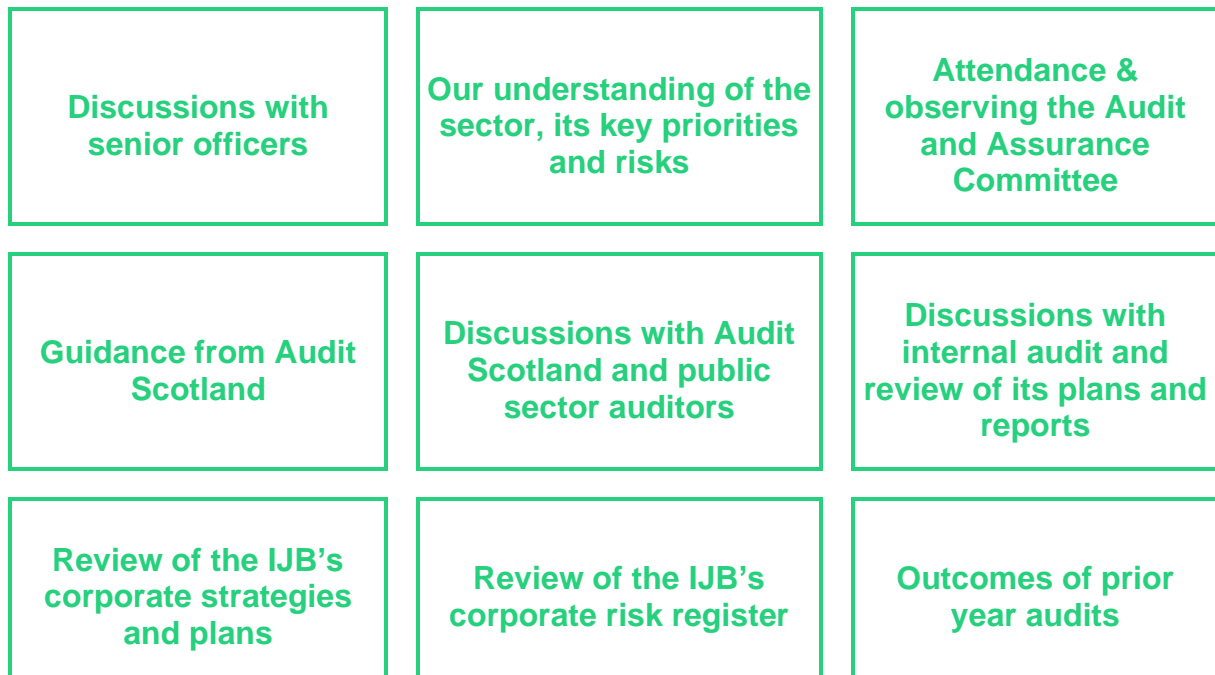 Discussions with
senior officers
Our understanding of the
sector, its key priorities
and risks
Attendance &
observing the Audit
and Assurance
Committee
Guidance from Audit
Scotland
Discussions with Audit
Scotland and public
sector auditors
Discussions with
internal audit and
review of its plans and
reports
Review of the IJB’s
corporate strategies
and plans
Review of the IJB’s
corporate risk register
Outcomes of prior
year audits